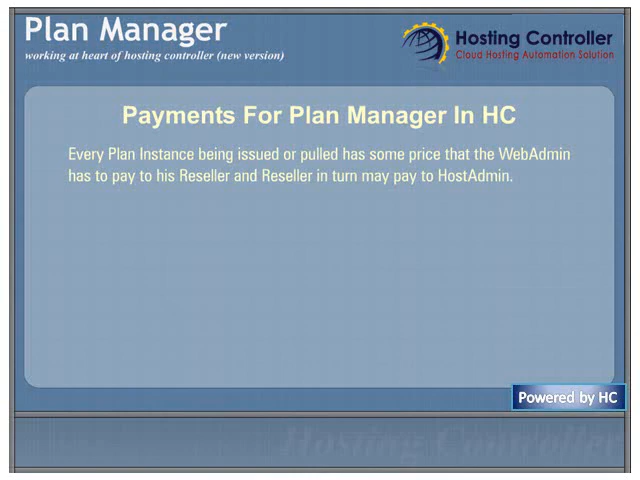 Plan Manager
working at heart of hosting controller (new version)
Hosting Controller
Cloud Hosting Automation Solution
Payments For Plan Manager In HC
Every Plan Instance being issued or pulled has some price that the WebAdmin
has to pay to his Reseller and Reseller in turn may pay to HostAdmin.
Powered by HC
Hosting Controller